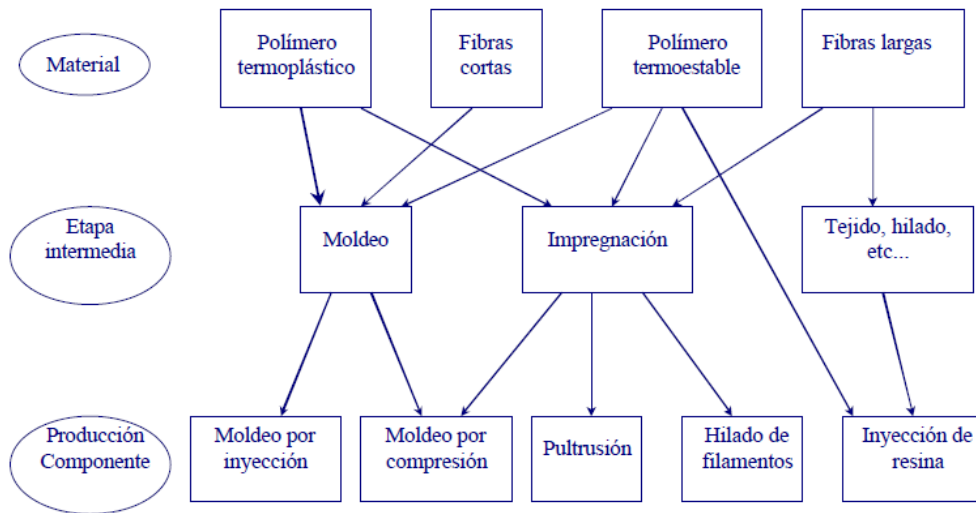 Material
Polímero
termoplástico
Fibras
cortas
Polímero
termoestable
Fibras largas
Etapa
intermedia
Moldeo
Impregnación
Tejido, hilado,
etc...
Producción
Componente
Moldeo por
inyección
Moldeo por
compresión
Pultrusión
Hilado de
filamentos
Inyección de
resina